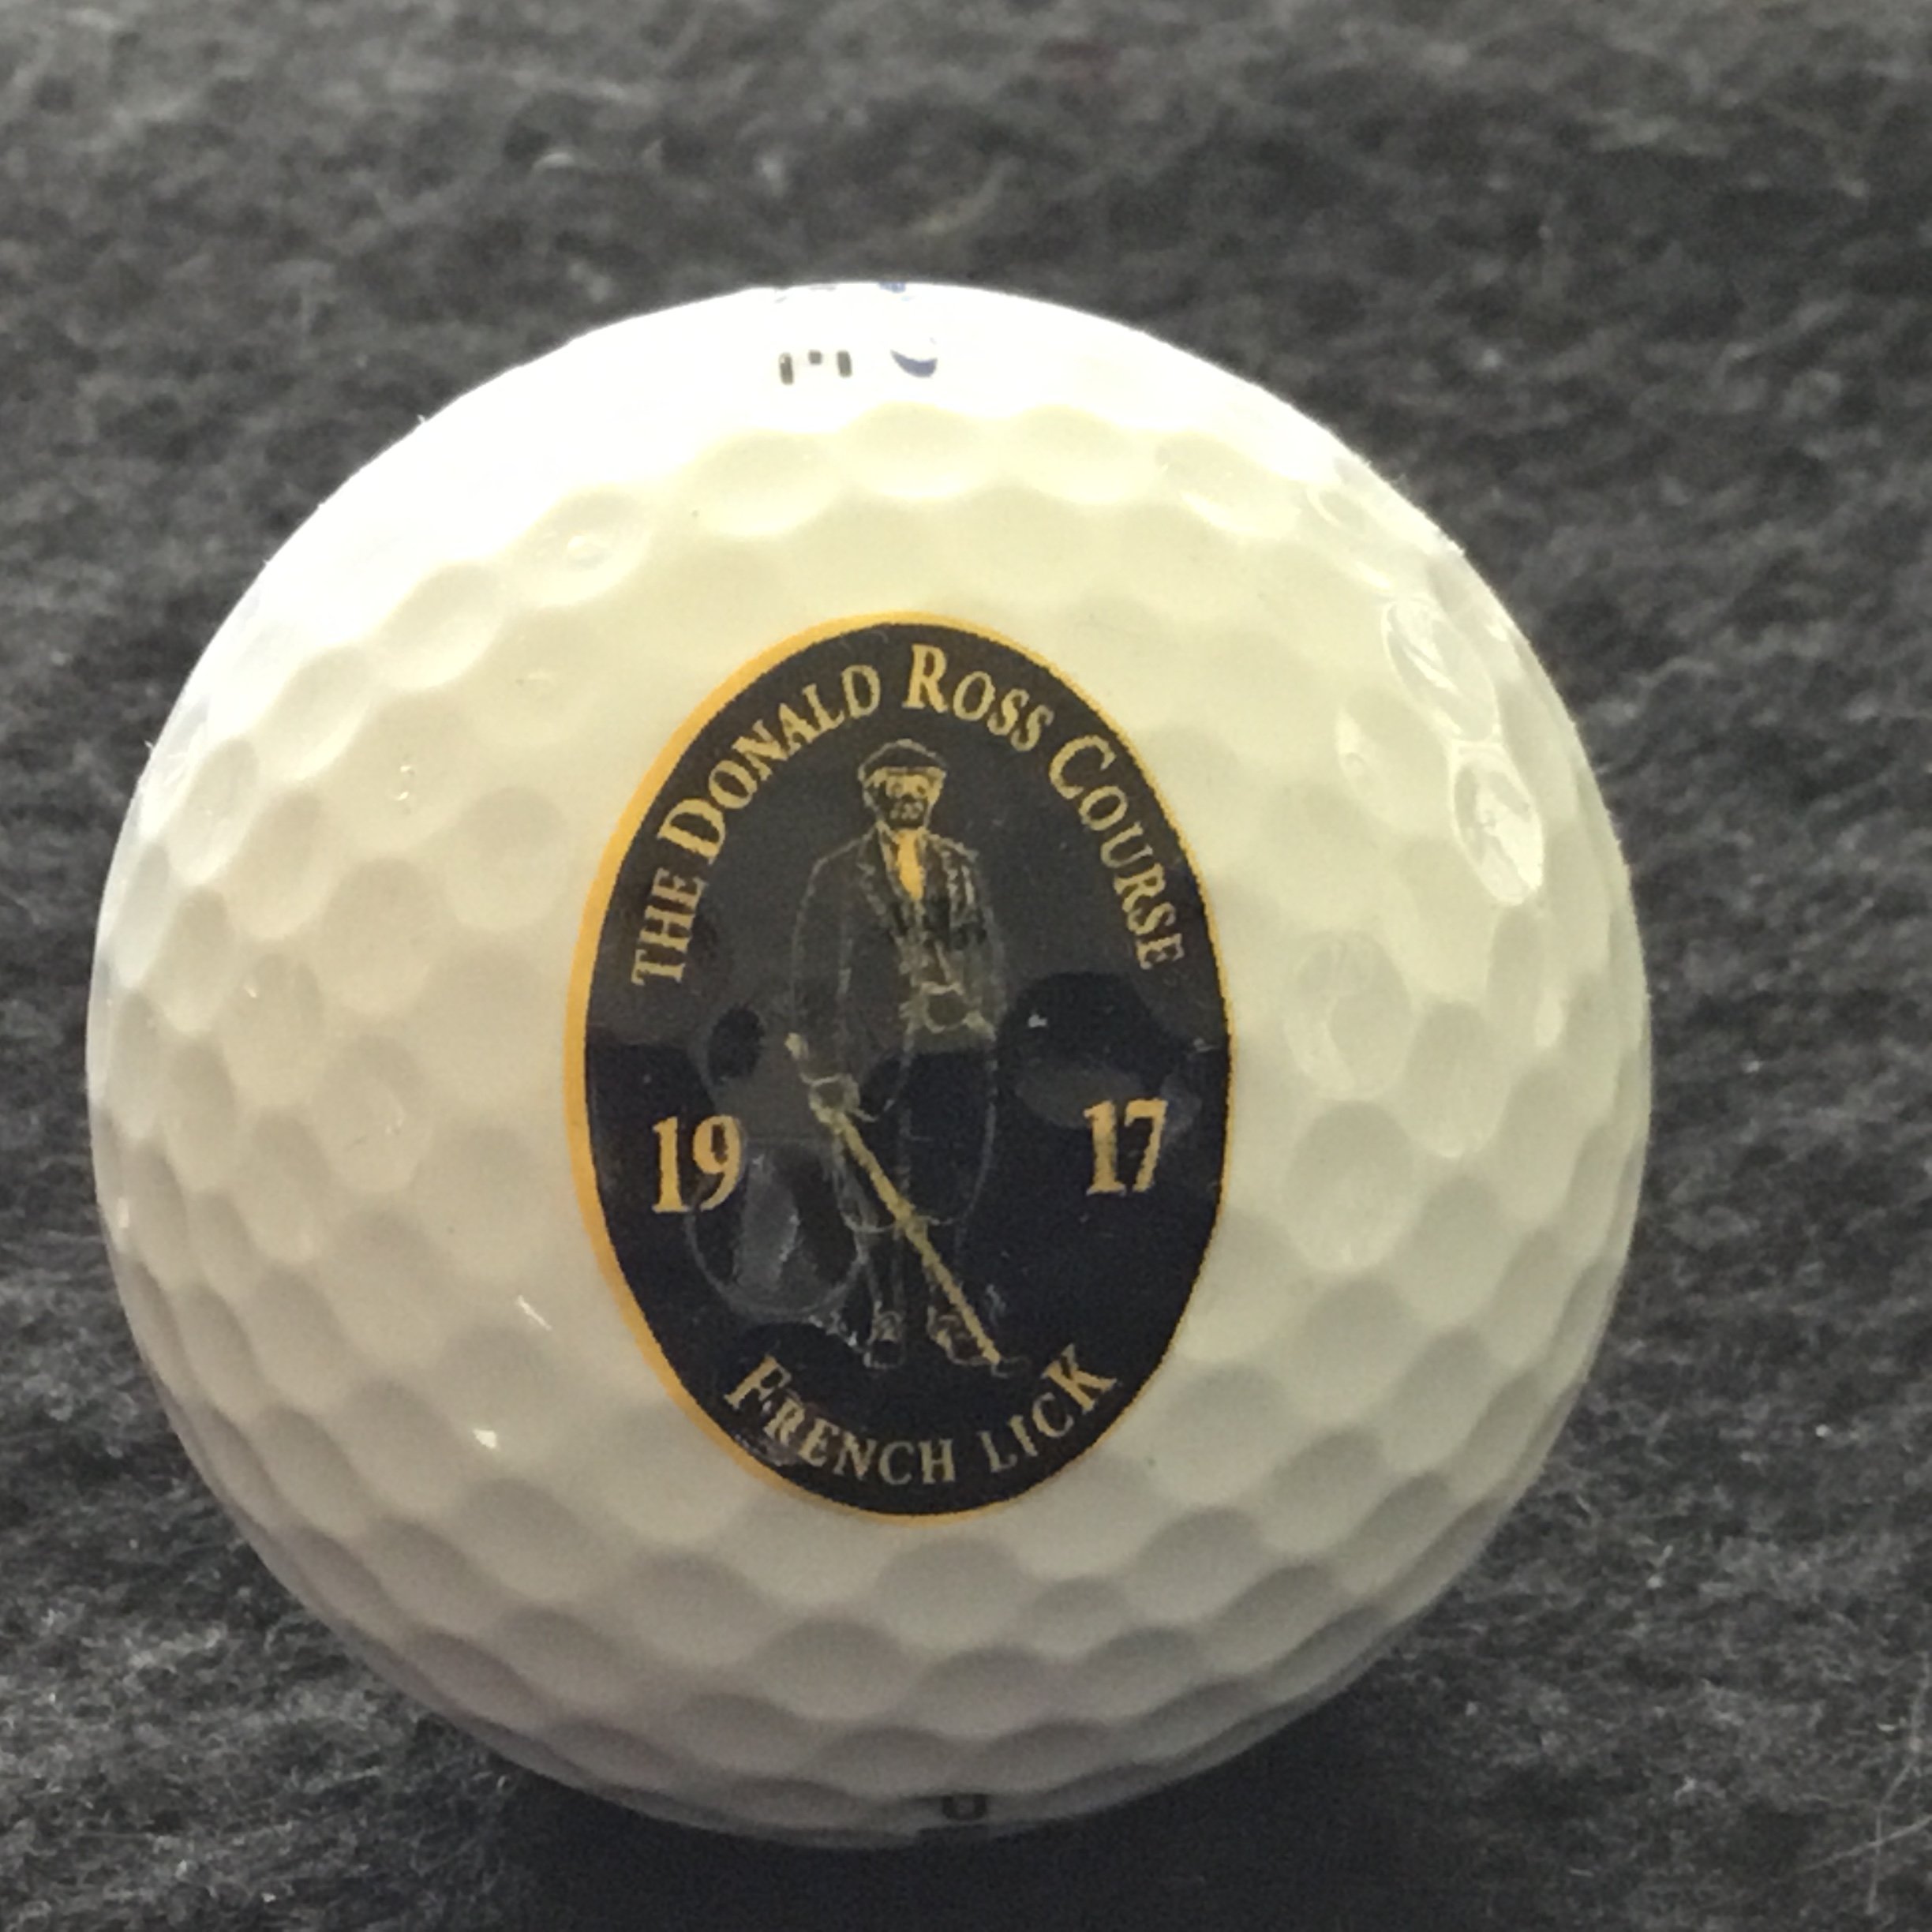 THE DONALD ROSS COURSE
19 17
FRENCH LICK